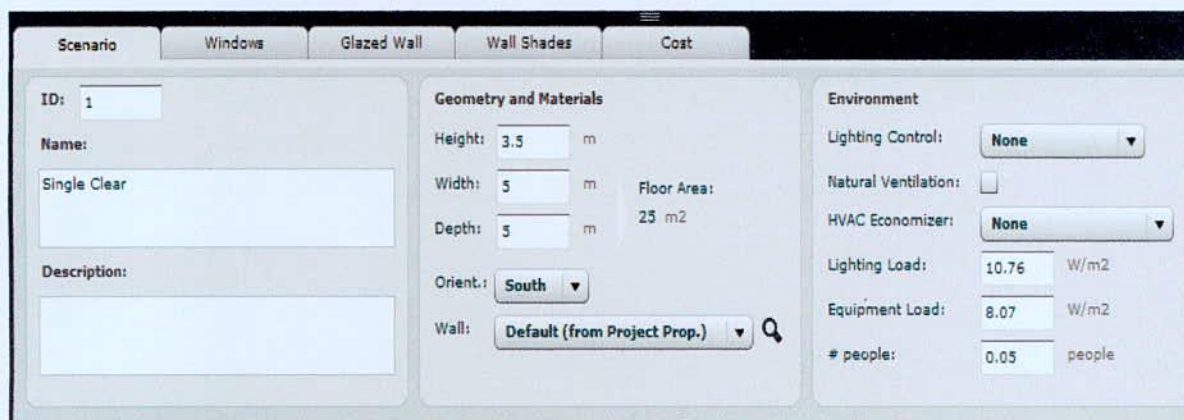 Scenario
Windows
Glazed Wall
Wall Shades
Cost
ID: 1
Name:
Single Clear
Description:
Geometry and Materials
Height: 3.5 m
Width: 5 m
Depth: 5 m
Floor Area:
25 m2
Orient.: South
Wall: Default (from Project Prop.)
Environment
Lighting Control: None
Natural Ventilation:
HVAC Economizer: None
Lighting Load: 10.76 W/m2
Equipment Load: 8.07 W/m2
# people: 0.05 people